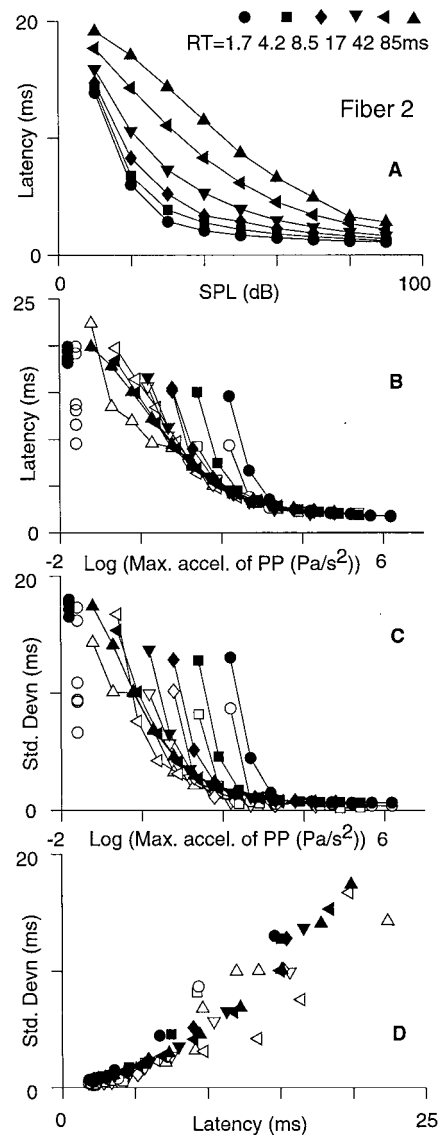 20
RT=1.7 4.2 8.5 17 42 85ms
Fiber 2
Latency (ms)
A
0
0
SPL (dB)
100
25
B
Latency (ms)
0
-2
Log (Max. accel. of PP (Pa/s²))
6
20
C
Std. Devn (ms)
0
-2
Log (Max. accel. of PP (Pa/s²))
6
20
Std. Devn (ms)
D
0
0
Latency (ms)
25